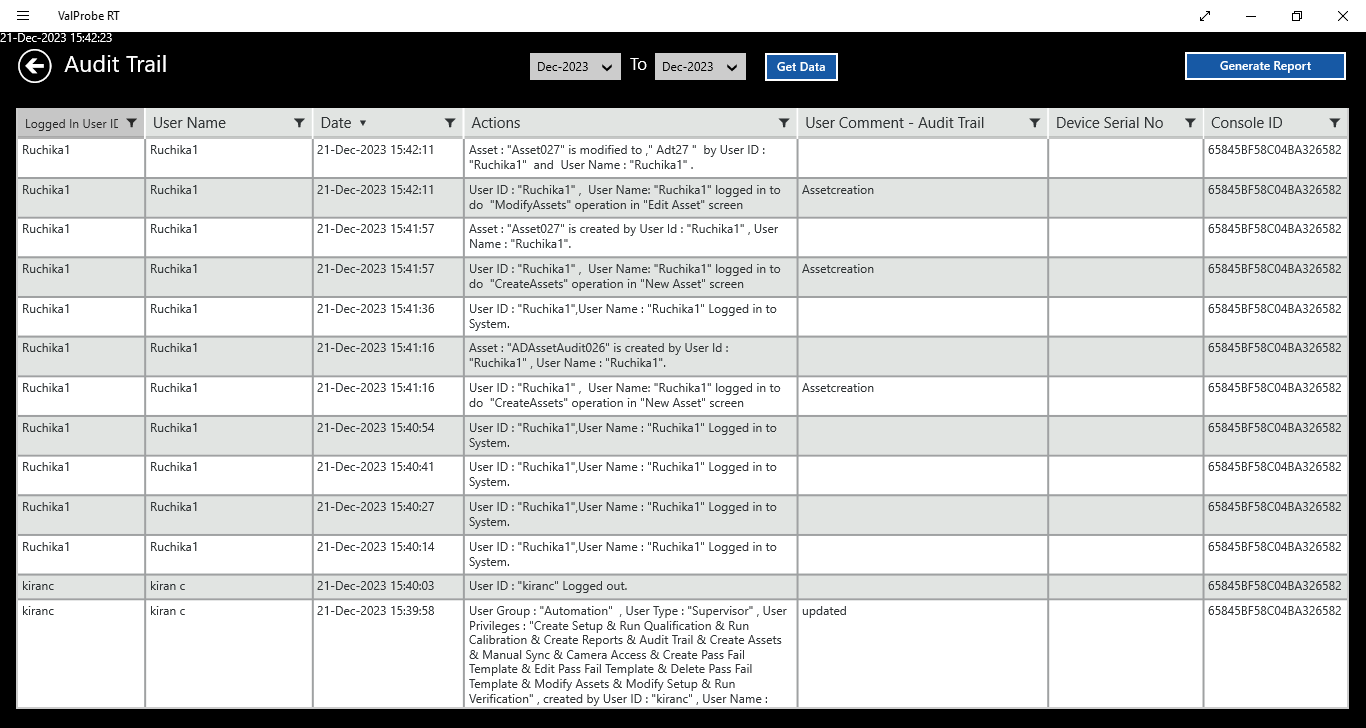 ValProbe RT
21-Dec-2023 15:42:23
Audit Trail
Dec-2023 To Dec-2023 Get Data Generate Report
Logged In User ID User Name Date Actions User Comment - Audit Trail Device Serial No Console ID
Ruchika1 Ruchika1 21-Dec-2023 15:42:11 Asset : "Asset027" is modified to ," Adt27 " by User ID : 65845BF58C04BA326582
"Ruchika1" and User Name : "Ruchika1" .
Ruchika1 Ruchika1 21-Dec-2023 15:42:11 User ID : "Ruchika1" , User Name: "Ruchika1" logged in to Assetcreation 65845BF58C04BA326582
do "ModifyAssets" operation in "Edit Asset" screen
Ruchika1 Ruchika1 21-Dec-2023 15:41:57 Asset : "Asset027" is created by User Id : "Ruchika1" , User 65845BF58C04BA326582
Name : "Ruchika1".
Ruchika1 Ruchika1 21-Dec-2023 15:41:57 User ID : "Ruchika1" , User Name: "Ruchika1" logged in to Assetcreation 65845BF58C04BA326582
do "CreateAssets" operation in "New Asset" screen
Ruchika1 Ruchika1 21-Dec-2023 15:41:36 User ID : "Ruchika1",User Name : "Ruchika1" Logged in to 65845BF58C04BA326582
System.
Ruchika1 Ruchika1 21-Dec-2023 15:41:16 Asset : "ADAssetAudit026" is created by User Id : 65845BF58C04BA326582
"Ruchika1" , User Name : "Ruchika1".
Ruchika1 Ruchika1 21-Dec-2023 15:41:16 User ID : "Ruchika1" , User Name: "Ruchika1" logged in to Assetcreation 65845BF58C04BA326582
do "CreateAssets" operation in "New Asset" screen
Ruchika1 Ruchika1 21-Dec-2023 15:40:54 User ID : "Ruchika1",User Name : "Ruchika1" Logged in to 65845BF58C04BA326582
System.
Ruchika1 Ruchika1 21-Dec-2023 15:40:41 User ID : "Ruchika1",User Name : "Ruchika1" Logged in to 65845BF58C04BA326582
System.
Ruchika1 Ruchika1 21-Dec-2023 15:40:27 User ID : "Ruchika1",User Name : "Ruchika1" Logged in to 65845BF58C04BA326582
System.
Ruchika1 Ruchika1 21-Dec-2023 15:40:14 User ID : "Ruchika1",User Name : "Ruchika1" Logged in to 65845BF58C04BA326582
System.
kiranc kiran c 21-Dec-2023 15:40:03 User ID : "kiranc" Logged out. 65845BF58C04BA326582
kiranc kiran c 21-Dec-2023 15:39:58 User Group : "Automation" , User Type : "Supervisor" , User updated 65845BF58C04BA326582
Privileges : "Create Setup & Run Qualification & Run
Calibration & Create Reports & Audit Trail & Create Assets
& Manual Sync & Camera Access & Create Pass Fail
Template & Edit Pass Fail Template & Delete Pass Fail
Template & Modify Assets & Modify Setup & Run
Verification" , created by User ID : "kiranc" , User Name :